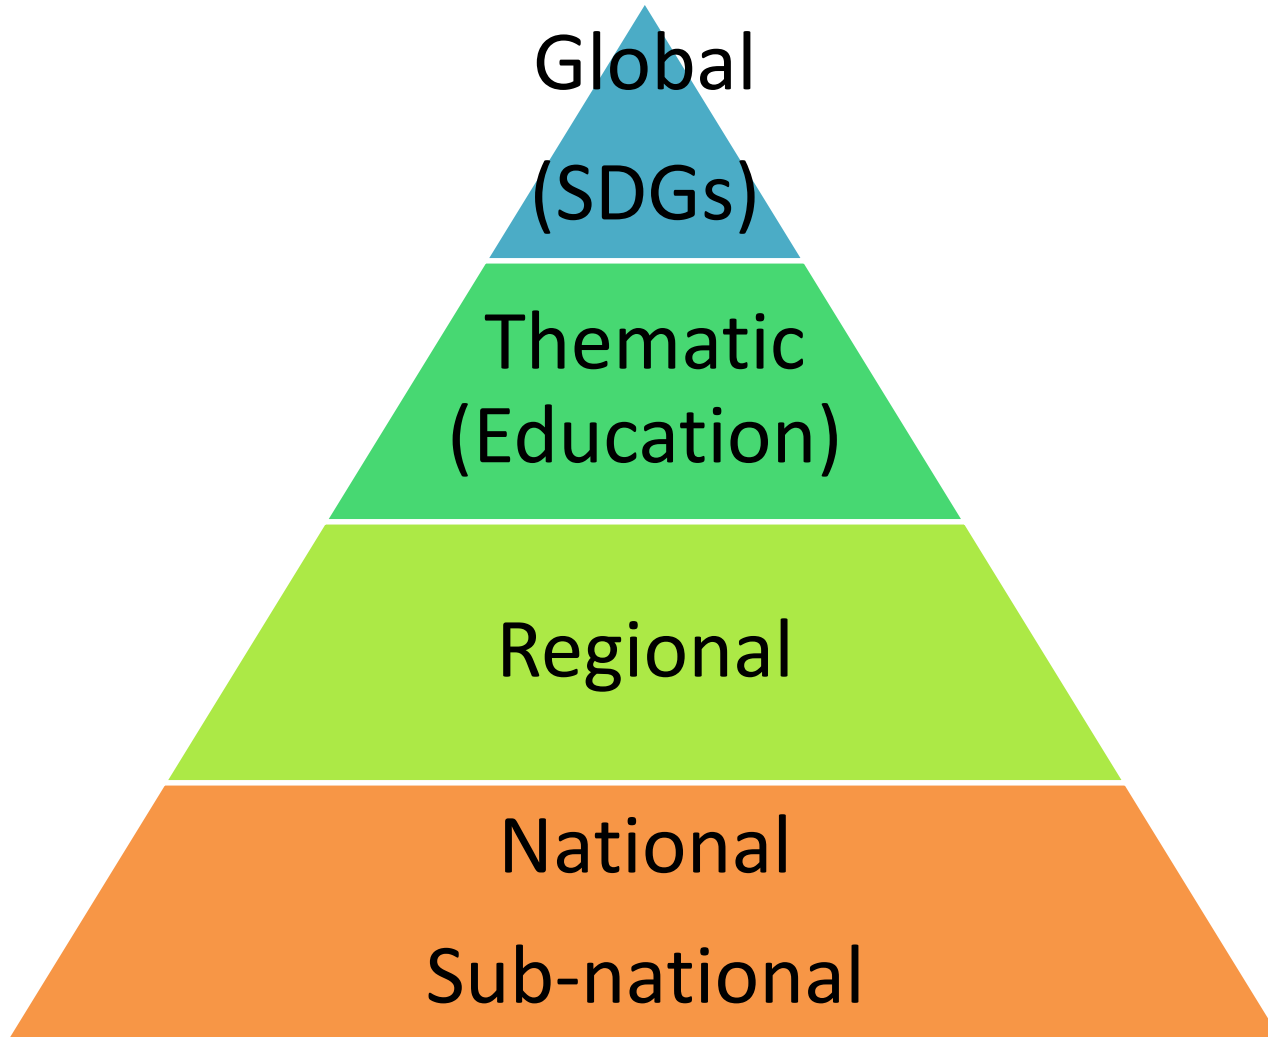 Global
(SDGs)
Thematic
(Education)
Regional
National
Sub-national